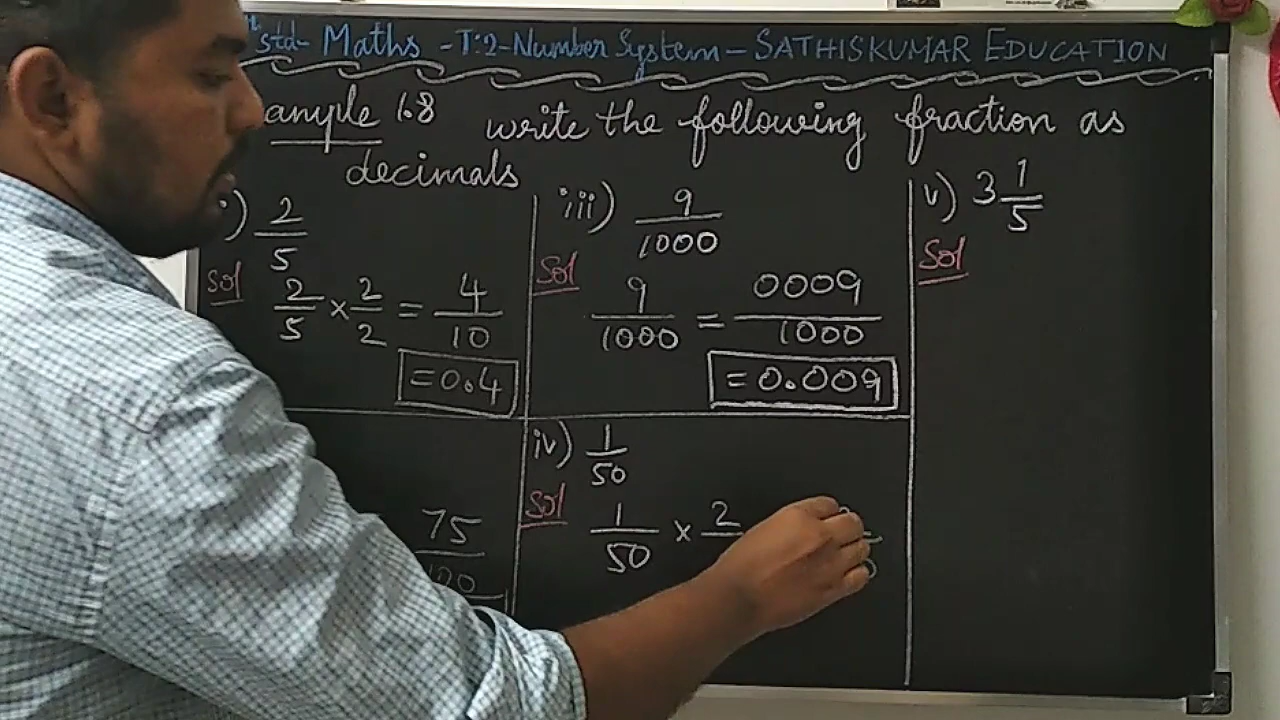 std- Maths - T:2 - Number System - SATHISKUMAR EDUCATION
ample 1.8 write the following fraction as
decimals
i) 2/5
Sol
2/5 × 2/2 = 4/10
= 0.4
75/100
iii) 9/1000
Sol
9/1000 = 0009/1000
= 0.009
iv) 1/50
Sol
1/50 × 2
v) 3 1/5
Sol